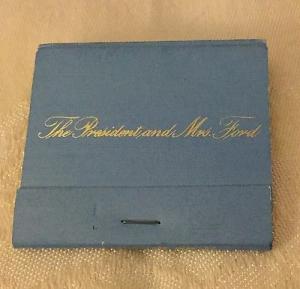 The President and Mrs. Ford